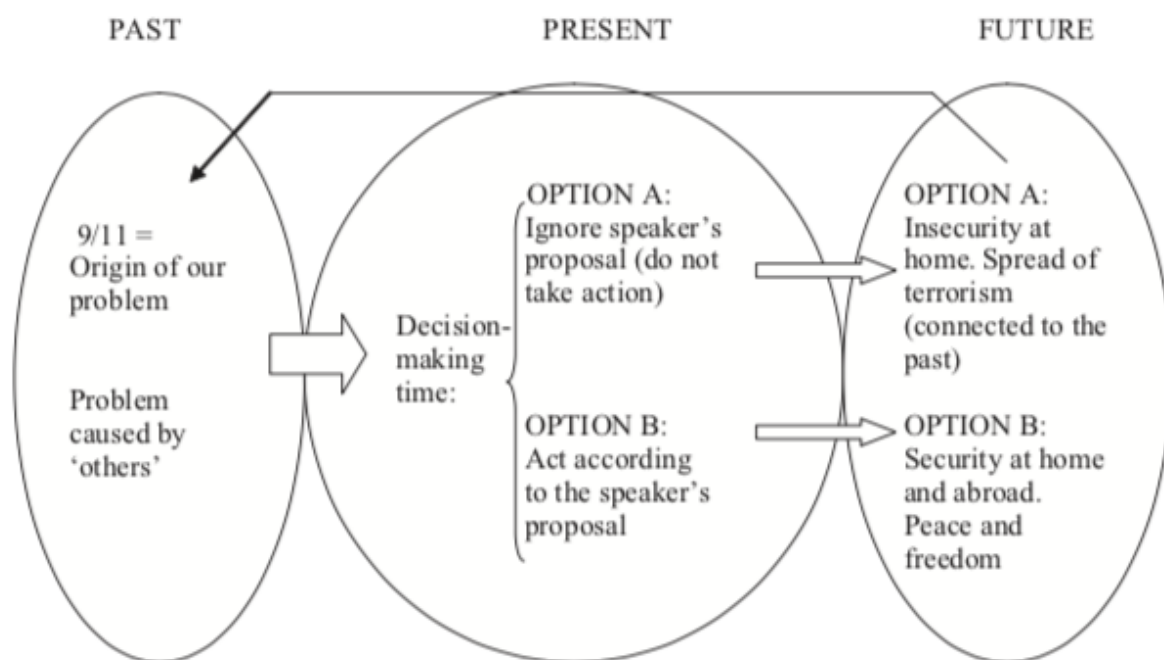 PAST
PRESENT
FUTURE
9/11 =
Origin of our
problem
Problem
caused by
‘others’
Decision-
making
time:
OPTION A:
Ignore speaker’s
proposal (do not
take action)
OPTION B:
Act according
to the speaker’s
proposal
OPTION A:
Insecurity at
home. Spread of
terrorism
(connected to the
past)
OPTION B:
Security at home
and abroad.
Peace and
freedom